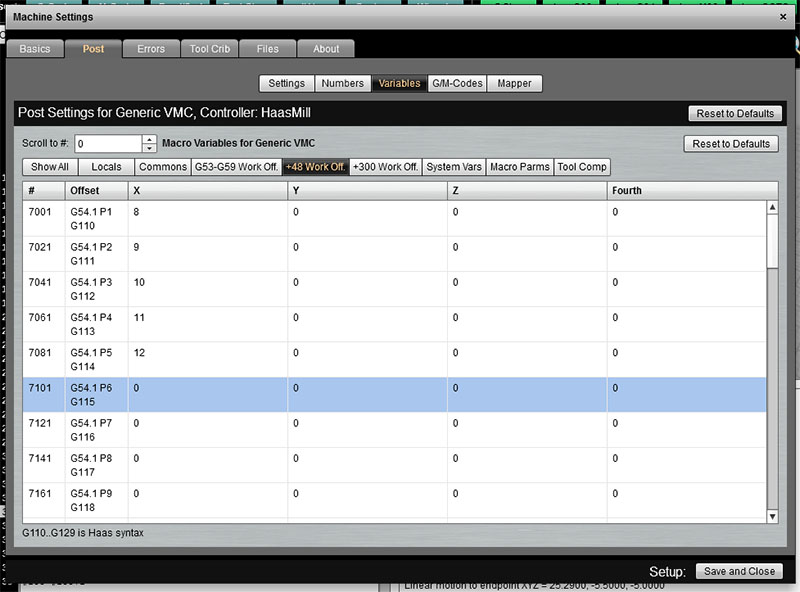 Machine Settings ×
Basics Post Errors Tool Crib Files About
Settings Numbers Variables G/M-Codes Mapper
Post Settings for Generic VMC, Controller: HaasMill Reset to Defaults
Scroll to #: 0 Macro Variables for Generic VMC Reset to Defaults
Show All Locals Commons G53-G59 Work Off. +48 Work Off. +300 Work Off. System Vars Macro Parms Tool Comp
# Offset X Y Z Fourth
7001 G54.1 P1 8 0 0 0
G110
7021 G54.1 P2 9 0 0 0
G111
7041 G54.1 P3 10 0 0 0
G112
7061 G54.1 P4 11 0 0 0
G113
7081 G54.1 P5 12 0 0 0
G114
7101 G54.1 P6 0 0 0 0
G115
7121 G54.1 P7 0 0 0 0
G116
7141 G54.1 P8 0 0 0 0
G117
7161 G54.1 P9 0 0 0 0
G118
G110..G129 is Haas syntax
Setup: Save and Close
Linear motion to endpoint XYZ = 25.2900, -5.5000, -5.0000